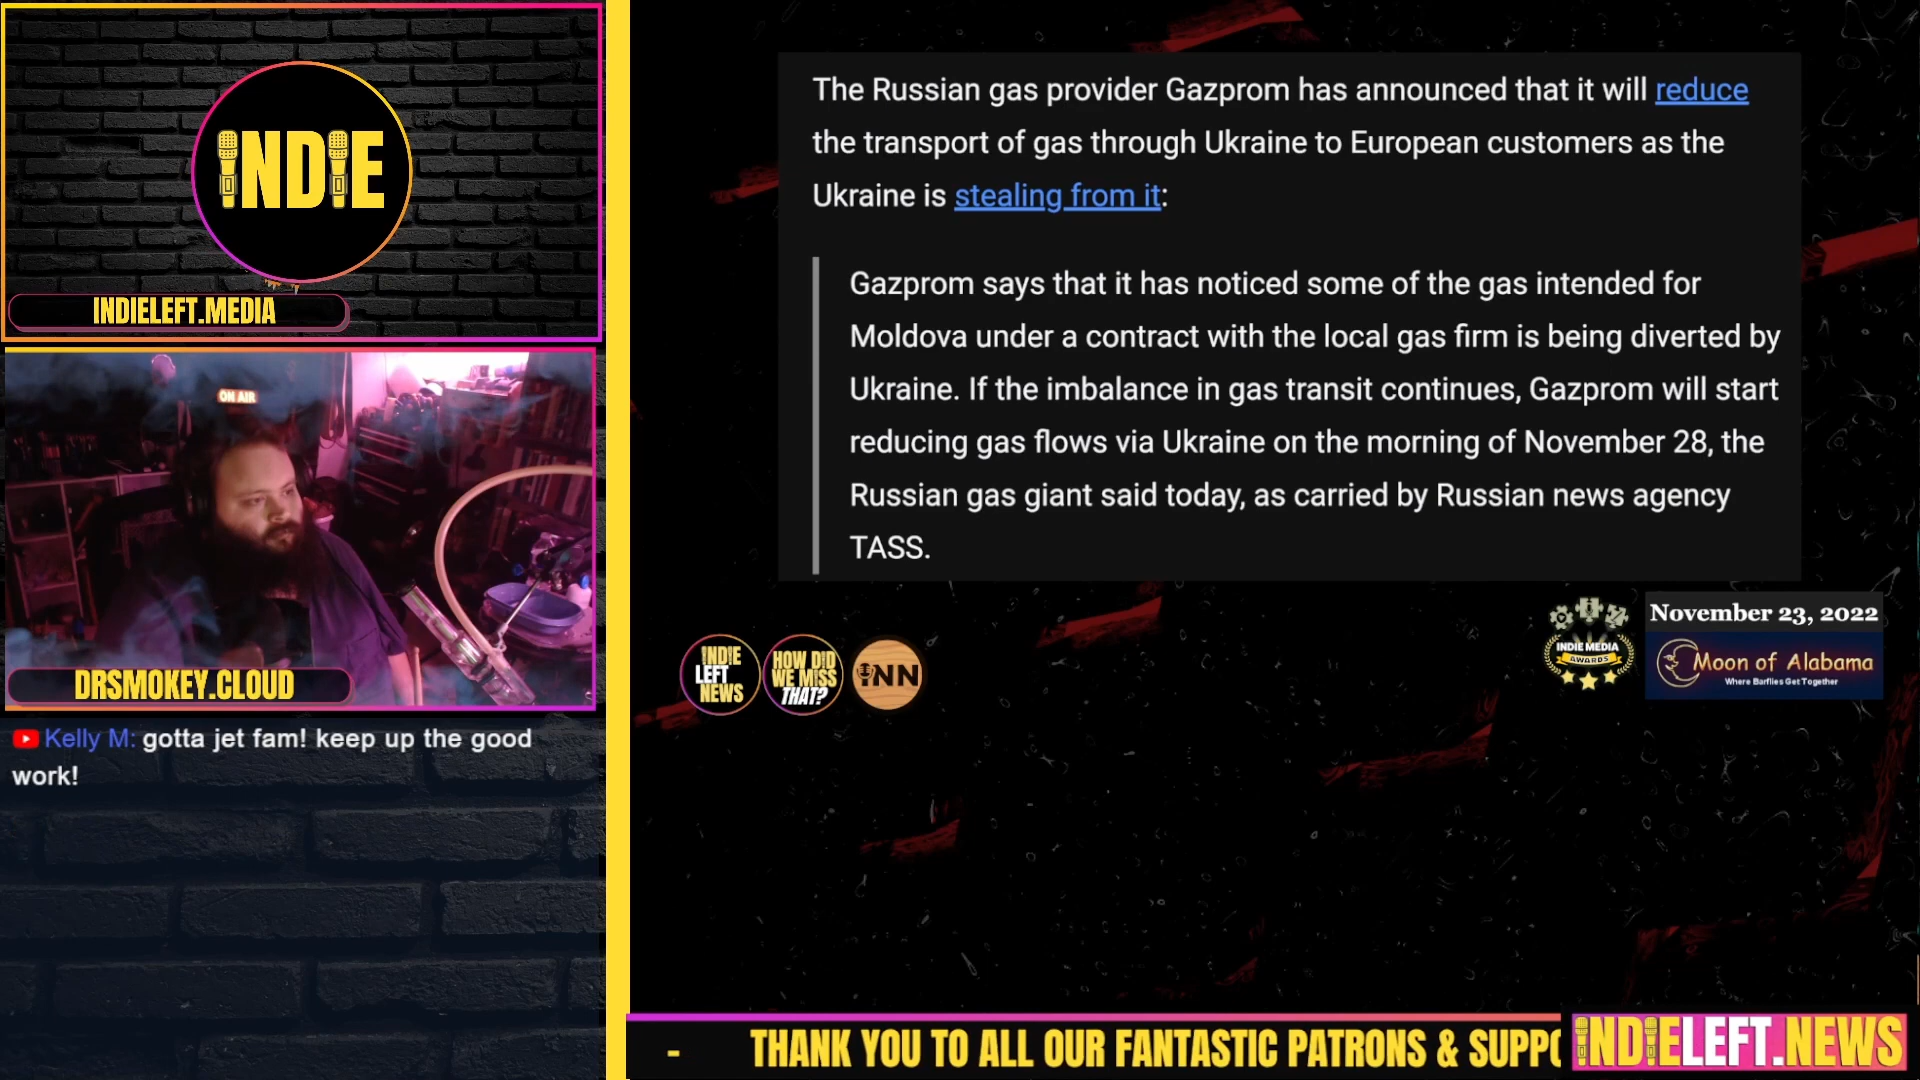 INDIE
INDIELEFT.MEDIA
ON AIR
DRSMOKEY.CLOUD
Kelly M: gotta jet fam! keep up the good
work!
The Russian gas provider Gazprom has announced that it will reduce
the transport of gas through Ukraine to European customers as the
Ukraine is stealing from it:
Gazprom says that it has noticed some of the gas intended for
Moldova under a contract with the local gas firm is being diverted by
Ukraine. If the imbalance in gas transit continues, Gazprom will start
reducing gas flows via Ukraine on the morning of November 28, the
Russian gas giant said today, as carried by Russian news agency
TASS.
INDIE
LEFT
NEWS
HOW DID
WE MISS
THAT?
INN
INDIE MEDIA
AWARDS
November 23, 2022
Moon of Alabama
Where Barflies Get Together
- THANK YOU TO ALL OUR FANTASTIC PATRONS & SUPPO
INDIELEFT.NEWS